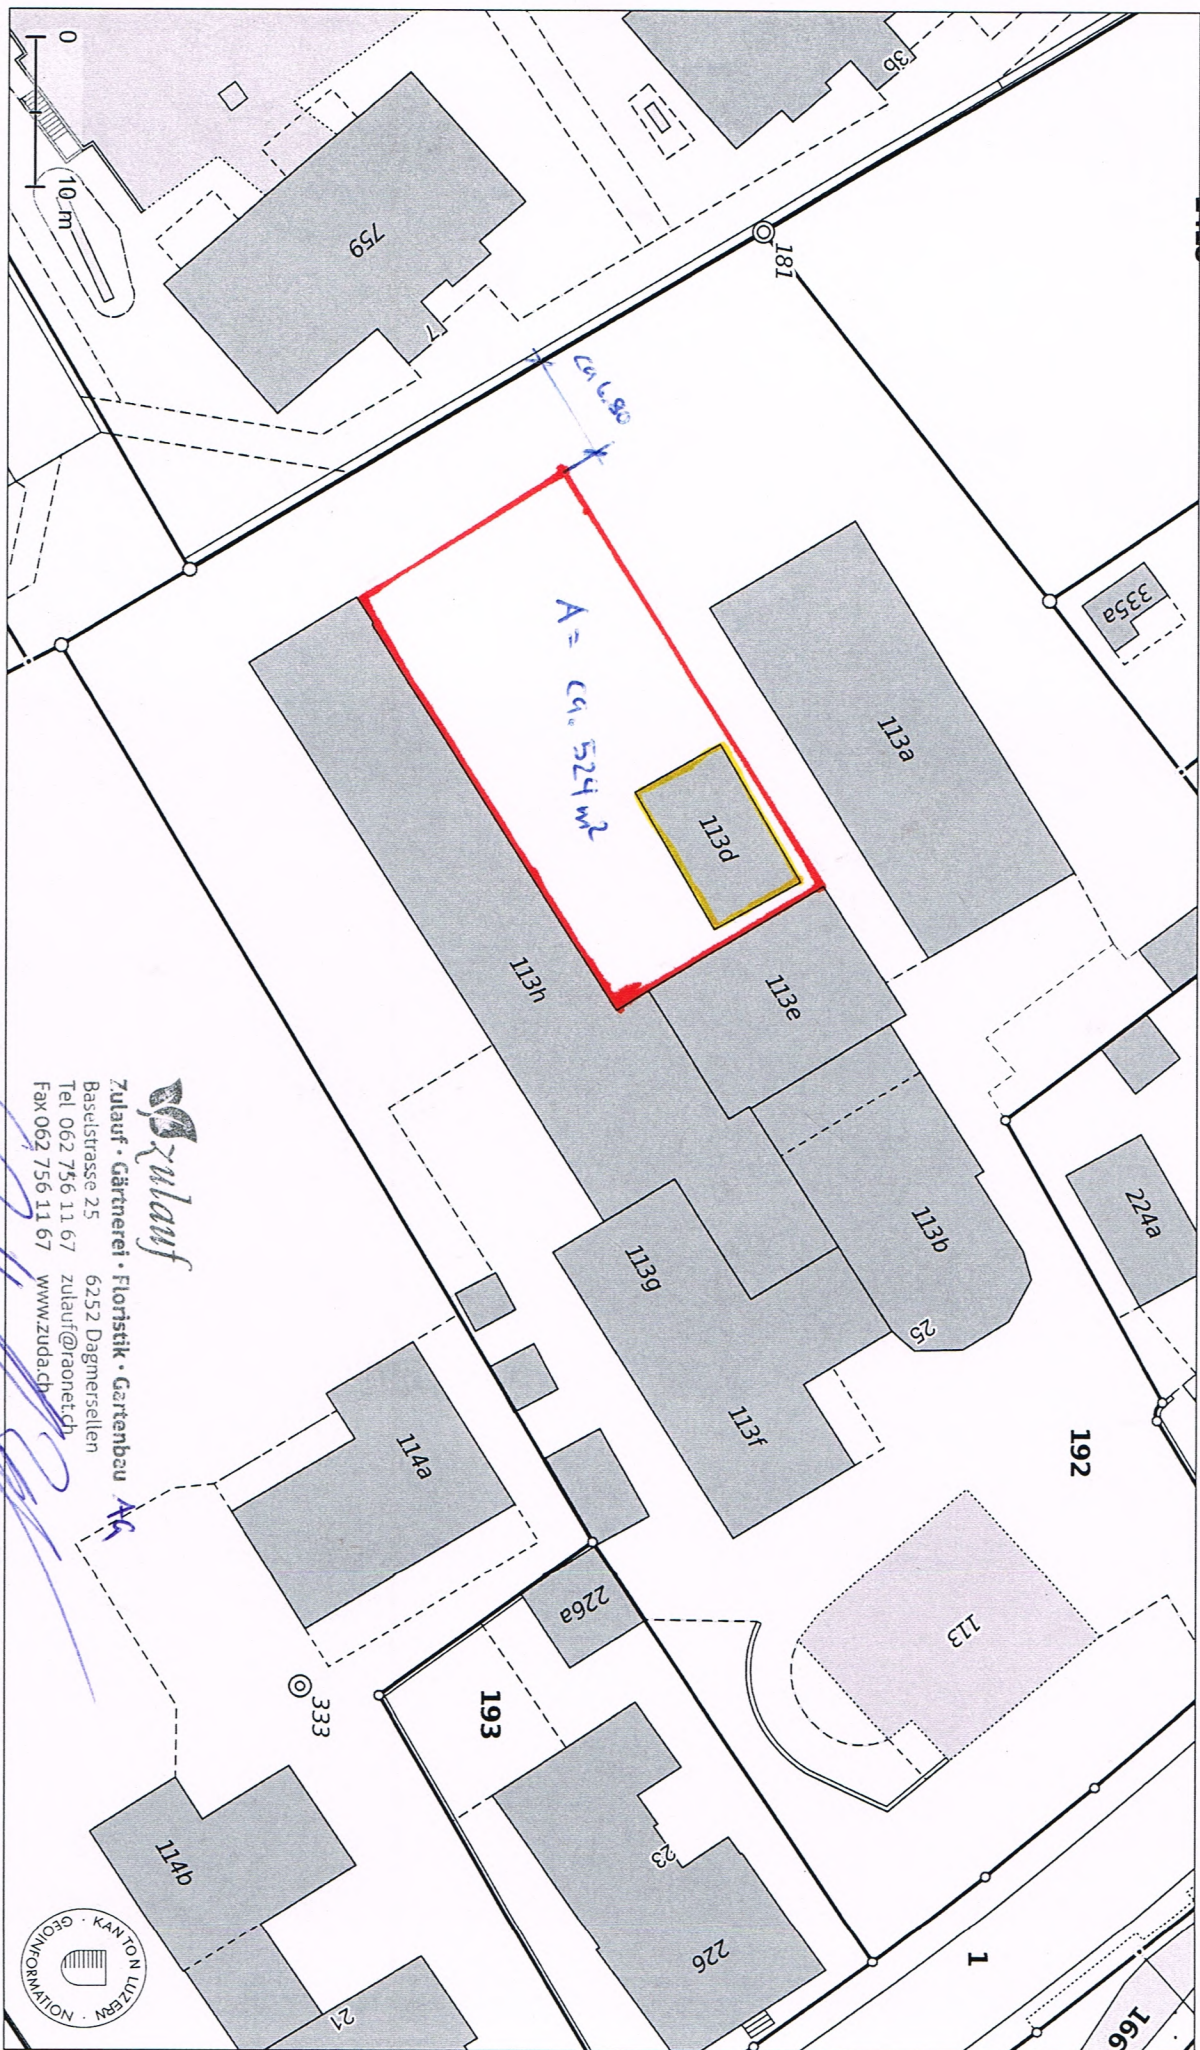 0
10 m
3b
759
7
181
ca 6.80
335a
113a
A = ca. 524 m²
113d
113h
113e
224a
113b
25
113g
113f
192
114a
226a
113
193
333
114b
23
226
21
1
166
zulauf
Zulauf · Gärtnerei · Floristik · Gartenbau AG
Baselstrasse 25 6252 Dagmersellen
Tel 062 756 11 67 zulauf@raonet.ch
Fax 062 756 11 67 www.zuda.ch
KANTON LUZERN · GEOINFORMATION ·